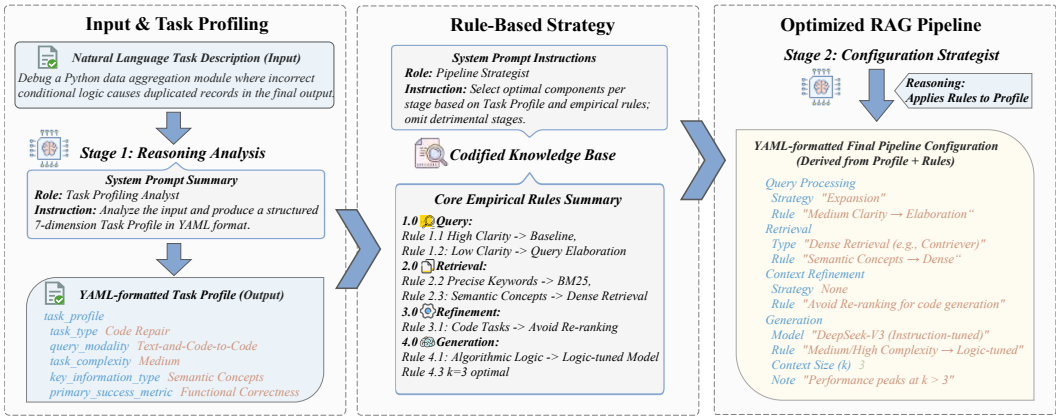 Input & Task Profiling
Natural Language Task Description (Input)
Debug a Python data aggregation module where incorrect
conditional logic causes duplicated records in the final output.
Stage 1: Reasoning Analysis
System Prompt Summary
Role: Task Profiling Analyst
Instruction: Analyze the input and produce a structured
7-dimension Task Profile in YAML format.
YAML-formatted Task Profile (Output)
task_profile
task_type Code Repair
query_modality Text-and-Code-to-Code
task_complexity Medium
key_information_type Semantic Concepts
primary_success_metric Functional Correctness
Rule-Based Strategy
System Prompt Instructions
Role: Pipeline Strategist
Instruction: Select optimal components per
stage based on Task Profile and empirical rules;
omit detrimental stages.
Codified Knowledge Base
Core Empirical Rules Summary
1.0 Query:
Rule 1.1 High Clarity -> Baseline,
Rule 1.2: Low Clarity -> Query Elaboration
2.0 Retrieval:
Rule 2.2 Precise Keywords -> BM25,
Rule 2.3: Semantic Concepts -> Dense Retrieval
3.0 Refinement:
Rule 3.1: Code Tasks -> Avoid Re-ranking
4.0 Generation:
Rule 4.1: Algorithmic Logic -> Logic-tuned Model
Rule 4.3 k=3 optimal
Optimized RAG Pipeline
Stage 2: Configuration Strategist
Reasoning:
Applies Rules to Profile
YAML-formatted Final Pipeline Configuration
(Derived from Profile + Rules)
Query Processing
Strategy "Expansion"
Rule "Medium Clarity → Elaboration“
Retrieval
Type "Dense Retrieval (e.g., Contriever)"
Rule "Semantic Concepts → Dense“
Context Refinement
Strategy None
Rule "Avoid Re-ranking for code generation"
Generation
Model "DeepSeek-V3 (Instruction-tuned)"
Rule "Medium/High Complexity → Logic-tuned"
Context Size (k) 3
Note "Performance peaks at k > 3"